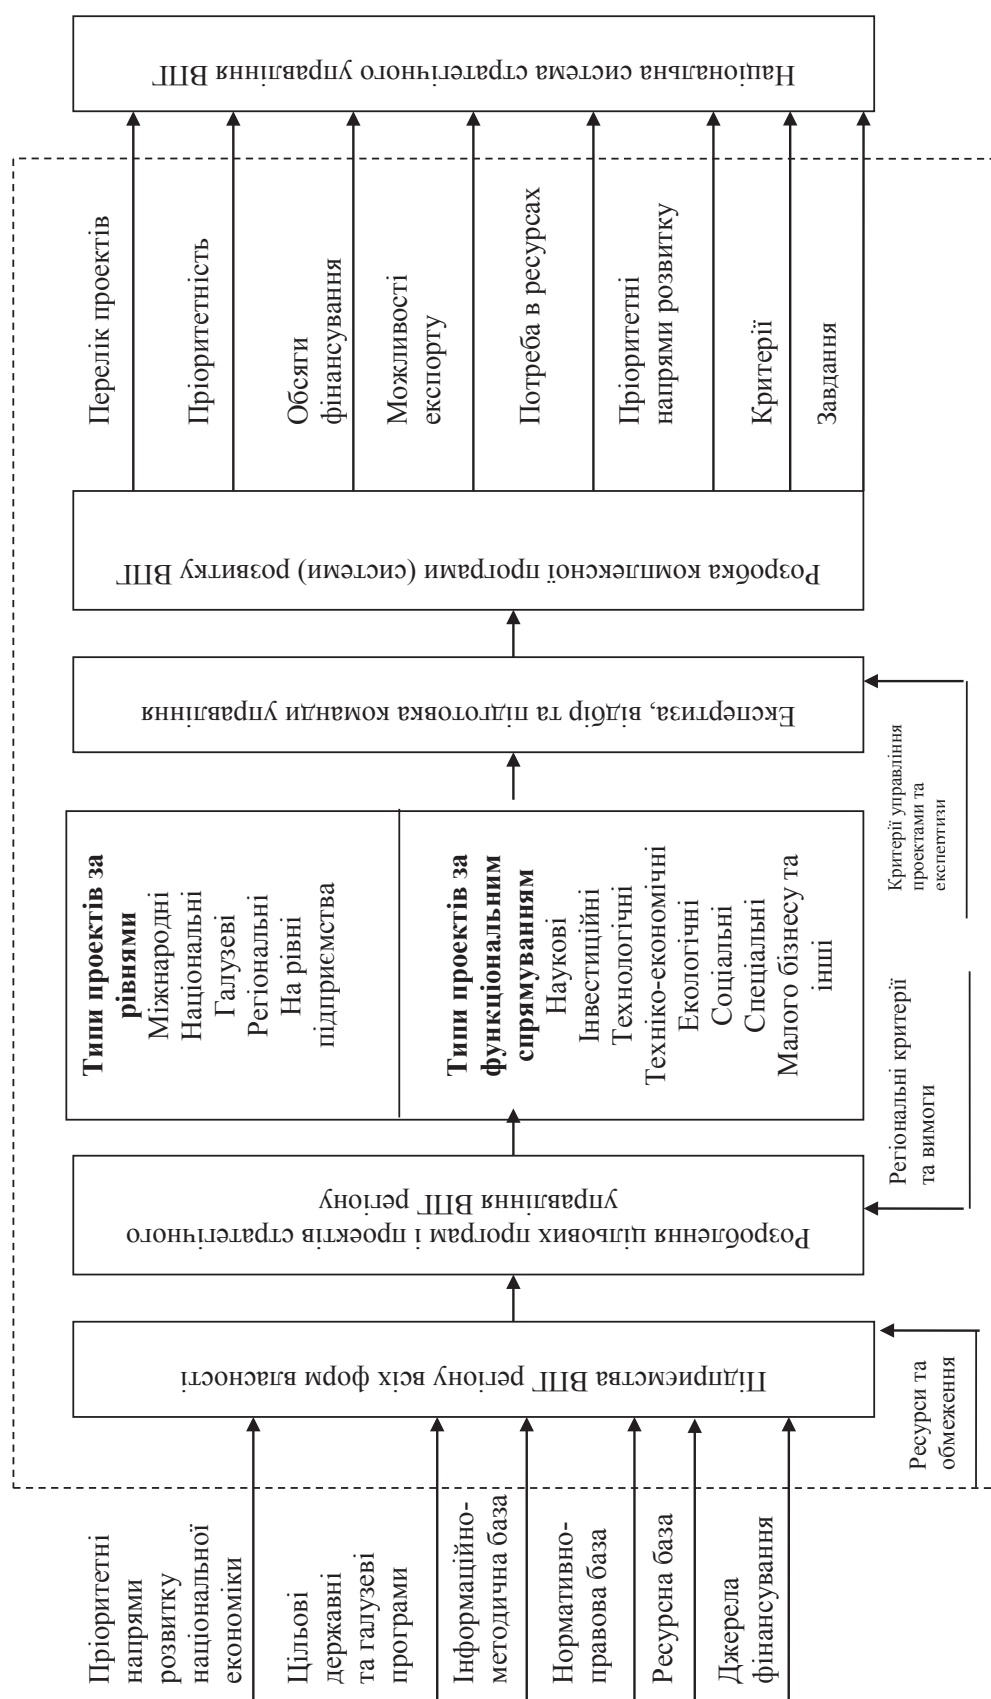 Пріоритетні
напрями
розвитку
національної
економіки
Цільові
державні
та галузеві
програми
Інформаційно-
методична база
Нормативно-
правова база
Ресурсна база
Джерела
фінансування
Підприємства ВПГ регіону всіх форм власності
Ресурси та
обмеження
Розроблення цільових програм і проектів стратегічного
управління ВПГ регіону
Регіональні критерії
та вимоги
Типи проектів за
рівнями
Міжнародні
Національні
Галузеві
Регіональні
На рівні
підприємства
Типи проектів за
функціональним
спрямуванням
Наукові
Інвестиційні
Технологічні
Техніко-економічні
Екологічні
Соціальні
Спеціальні
Малого бізнесу та
інші
Критерії управління
проектами та
експертизи
Експертиза, відбір та підготовка команди управління
Розробка комплексної програми (системи) розвитку ВПГ
Перелік проектів
Пріоритетність
Обсяги
фінансування
Можливості
експорту
Потреба в ресурсах
Пріоритетні
напрями розвитку
Критерії
Завдання
Національна система стратегічного управління ВПГ